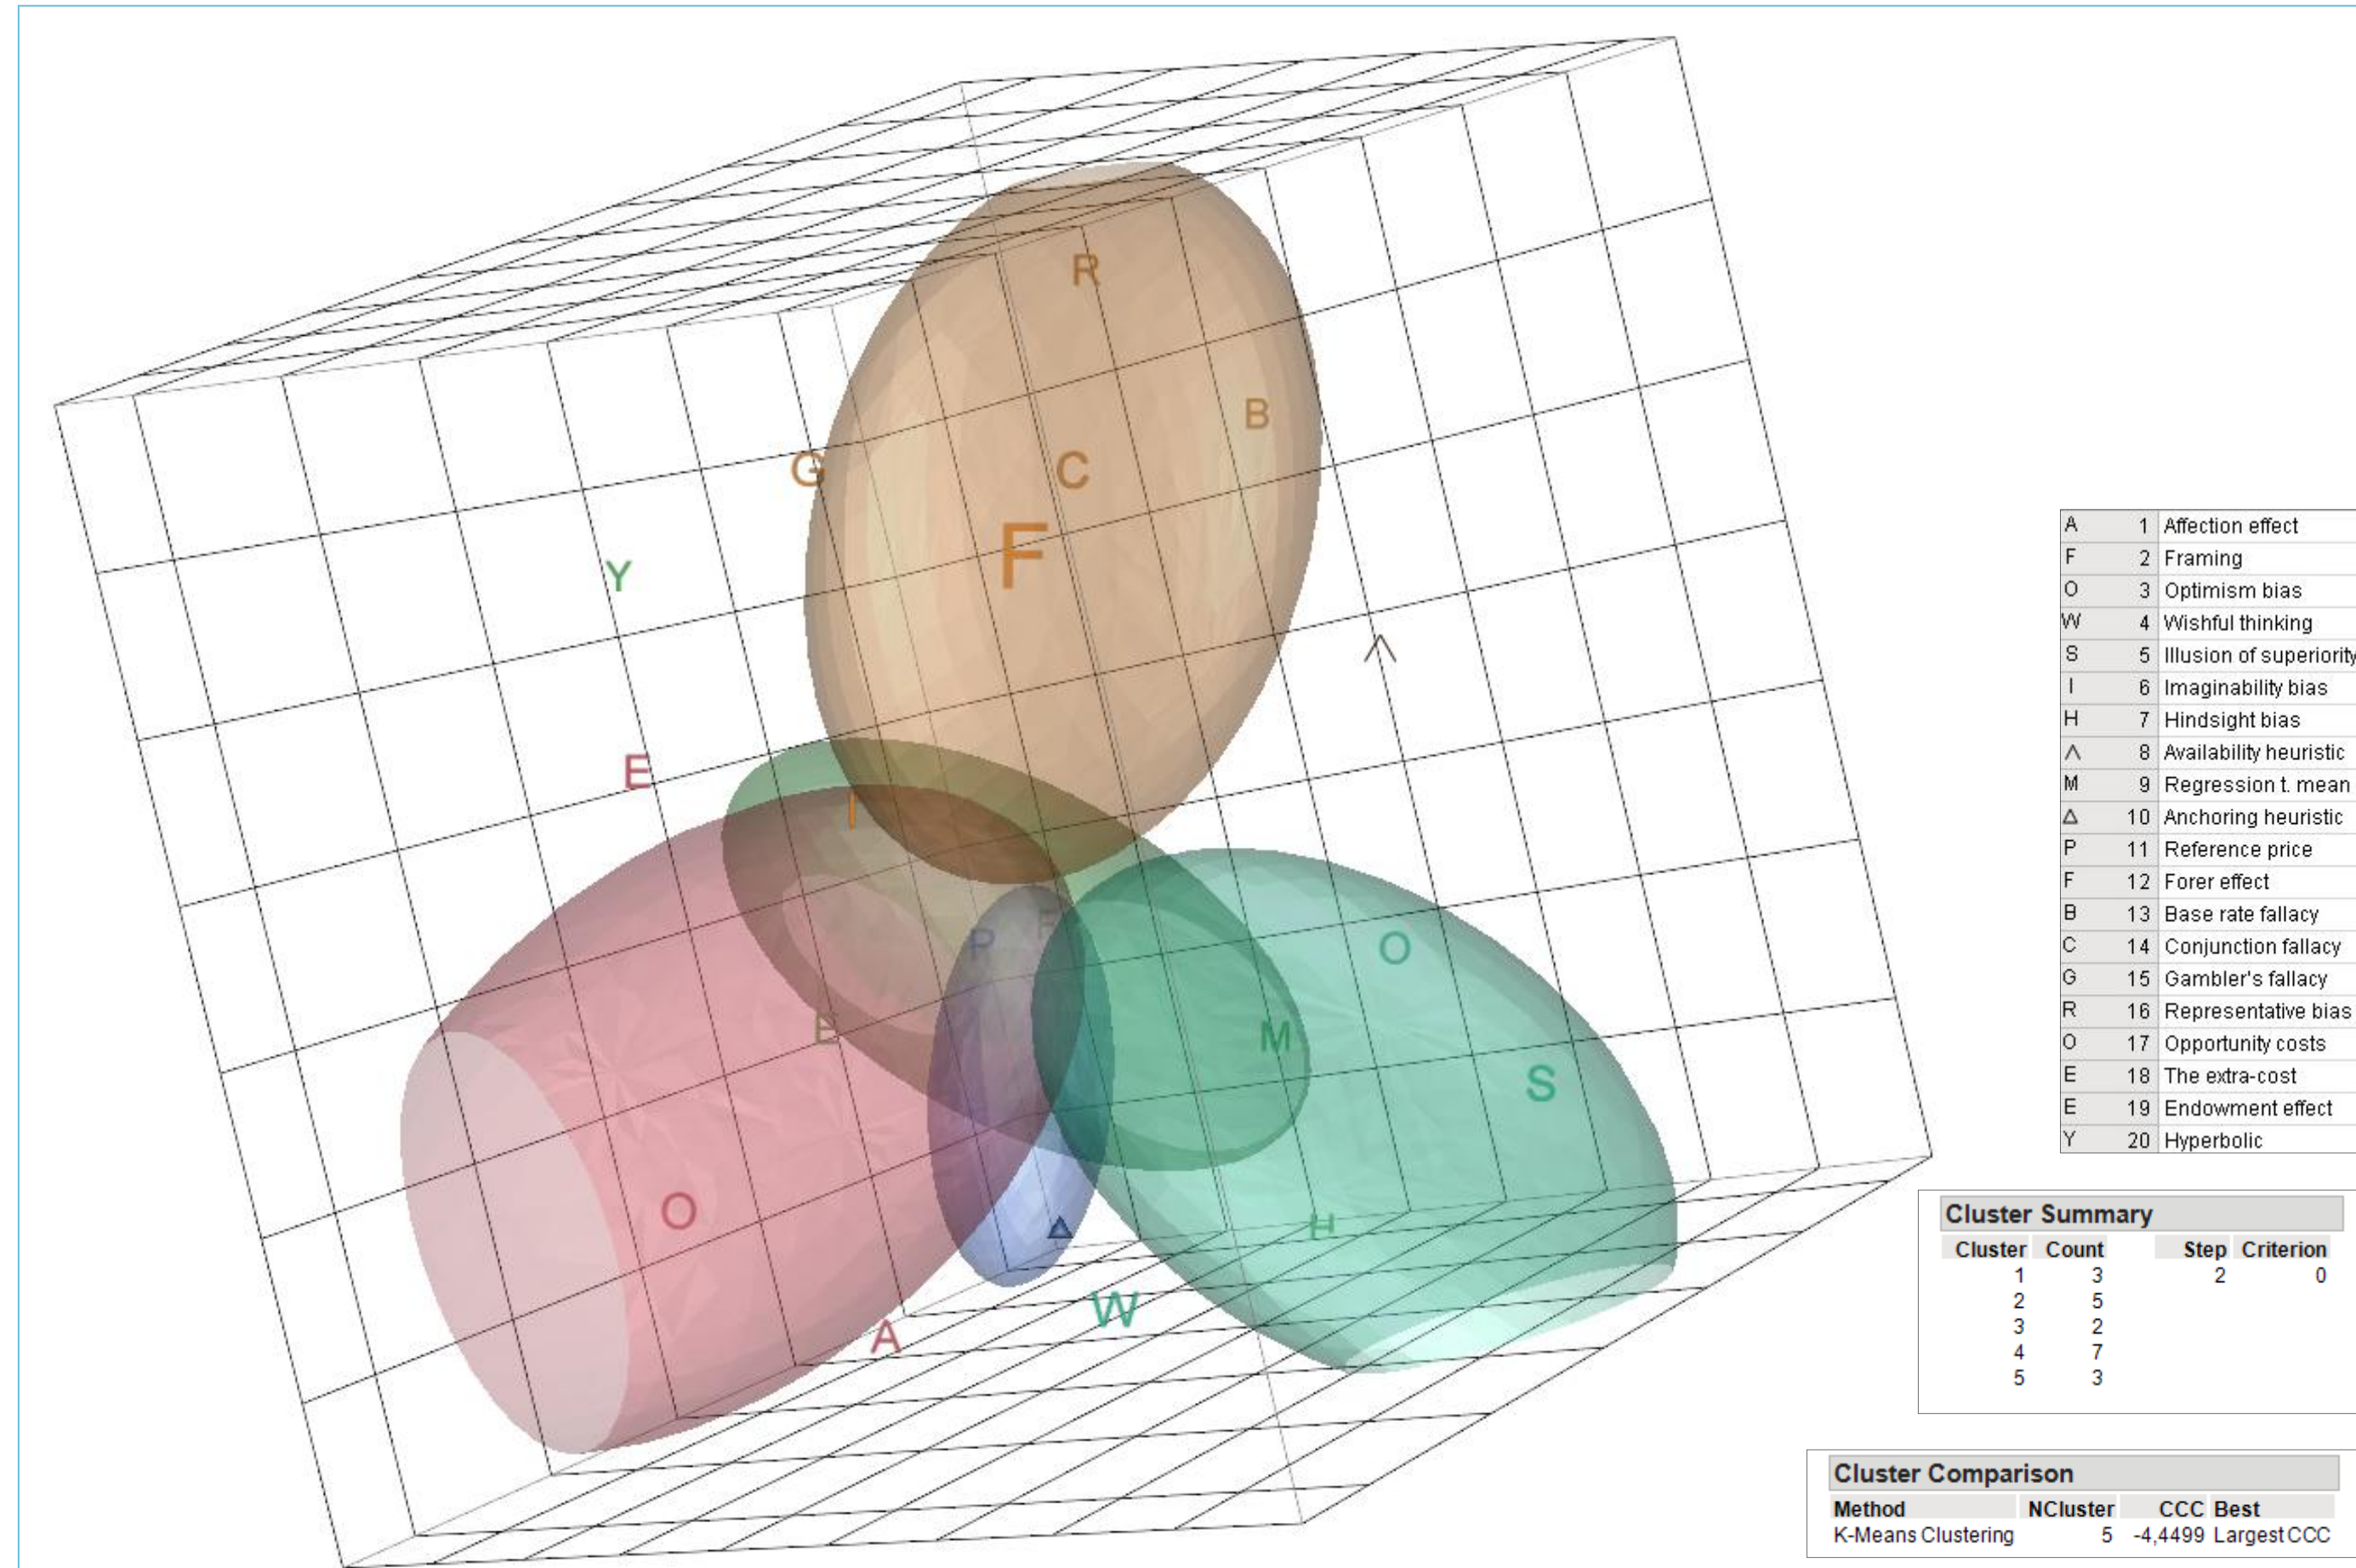 R
B
G
C
F
Y
Λ
E
I
O
P
F
E
M
S
O
H
Δ
W
A
A 1 Affection effect
F 2 Framing
O 3 Optimism bias
W 4 Wishful thinking
S 5 Illusion of superiority
I 6 Imaginability bias
H 7 Hindsight bias
Λ 8 Availability heuristic
M 9 Regression t. mean
Δ 10 Anchoring heuristic
P 11 Reference price
F 12 Forer effect
B 13 Base rate fallacy
C 14 Conjunction fallacy
G 15 Gambler's fallacy
R 16 Representative bias
O 17 Opportunity costs
E 18 The extra-cost
E 19 Endowment effect
Y 20 Hyperbolic
Cluster Summary
Cluster Count Step Criterion
1 3 2 0
2 5
3 2
4 7
5 3
Cluster Comparison
Method NCluster CCC Best
K-Means Clustering 5 -4,4499 Largest CCC